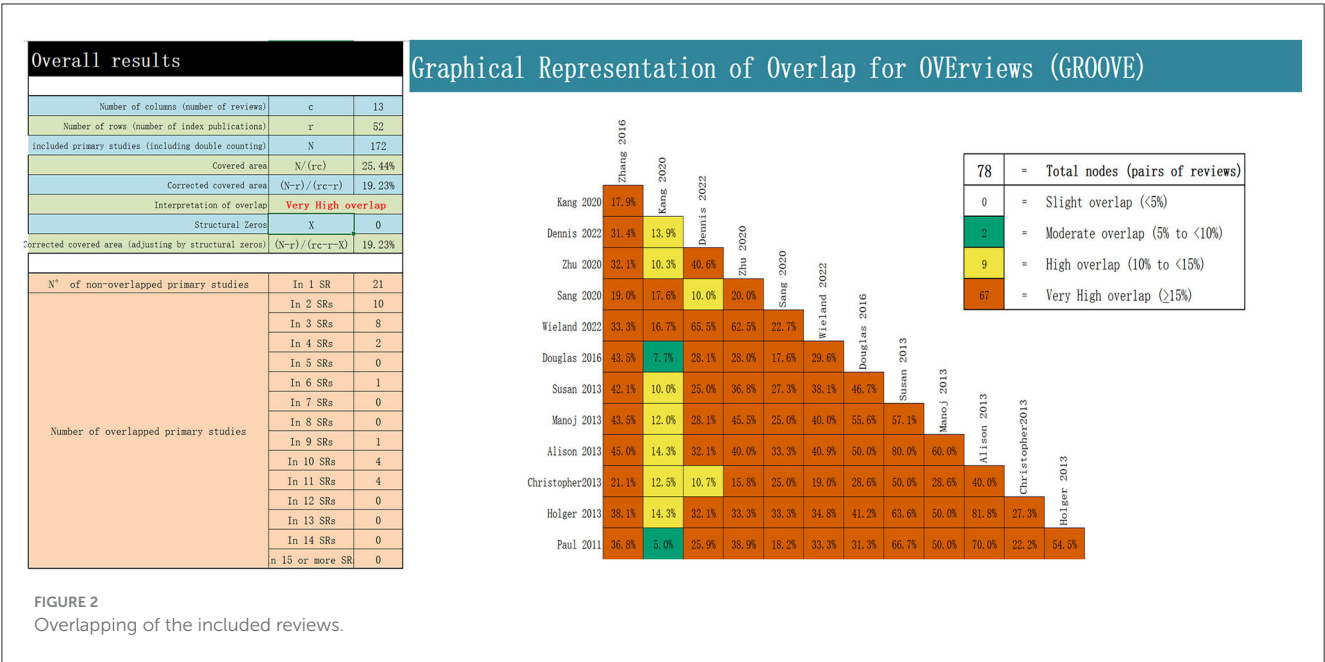 Overall results
Number of columns (number of reviews) c 13
Number of rows (number of index publications) r 52
included primary studies (including double counting) N 172
Covered area N/(rc) 25.44%
Corrected covered area (N-r)/(rc-r) 19.23%
Interpretation of overlap Very High overlap
Structural Zeros X 0
Corrected covered area (adjusting by structural zeros) (N-r)/(rc-r-X) 19.23%
N° of non-overlapped primary studies In 1 SR 21
Number of overlapped primary studies
In 2 SRs 10
In 3 SRs 8
In 4 SRs 2
In 5 SRs 0
In 6 SRs 1
In 7 SRs 0
In 8 SRs 0
In 9 SRs 1
In 10 SRs 4
In 11 SRs 4
In 12 SRs 0
In 13 SRs 0
In 14 SRs 0
n 15 or more SR 0
Graphical Representation of Overlap for OVErviews (GROOVE)
Zhang 2016
Kang 2020 17.9% Kang 2020
Dennis 2022 31.4% 13.9% Dennis 2022
Zhu 2020 32.1% 10.3% 40.6% Zhu 2020
Sang 2020 19.0% 17.6% 10.0% 20.0% Sang 2020
Wieland 2022 33.3% 16.7% 65.5% 62.5% 22.7% Wieland 2022
Douglas 2016 43.5% 7.7% 28.1% 28.0% 17.6% 29.6% Douglas 2016
Susan 2013 42.1% 10.0% 25.0% 36.8% 27.3% 38.1% 46.7% Susan 2013
Manoj 2013 43.5% 12.0% 28.1% 45.5% 25.0% 40.0% 55.6% 57.1% Manoj 2013
Alison 2013 45.0% 14.3% 32.1% 40.0% 33.3% 40.9% 50.0% 80.0% 60.0% Alison 2013
Christopher2013 21.1% 12.5% 10.7% 15.8% 25.0% 19.0% 28.6% 50.0% 28.6% 40.0% Christopher2013
Holger 2013 38.1% 14.3% 32.1% 33.3% 33.3% 34.8% 41.2% 63.6% 50.0% 81.8% 27.3% Holger 2013
Paul 2011 36.8% 5.0% 25.9% 38.9% 18.2% 33.3% 31.3% 66.7% 50.0% 70.0% 22.2% 54.5%
78 = Total nodes (pairs of reviews)
0 = Slight overlap (<5%)
2 = Moderate overlap (5% to <10%)
9 = High overlap (10% to <15%)
67 = Very High overlap (≥15%)
FIGURE 2
Overlapping of the included reviews.